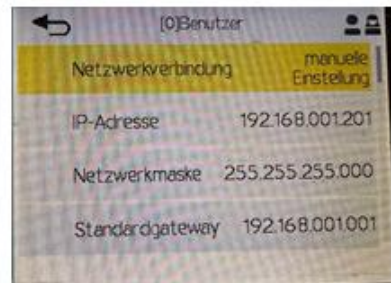 [0]Benutzer
Netzwerkverbindung manuele
Einstellung
IP-Adresse 192.168.001.201
Netzwerkmaske 255.255.255.000
Standardgateway 192.168.001.001